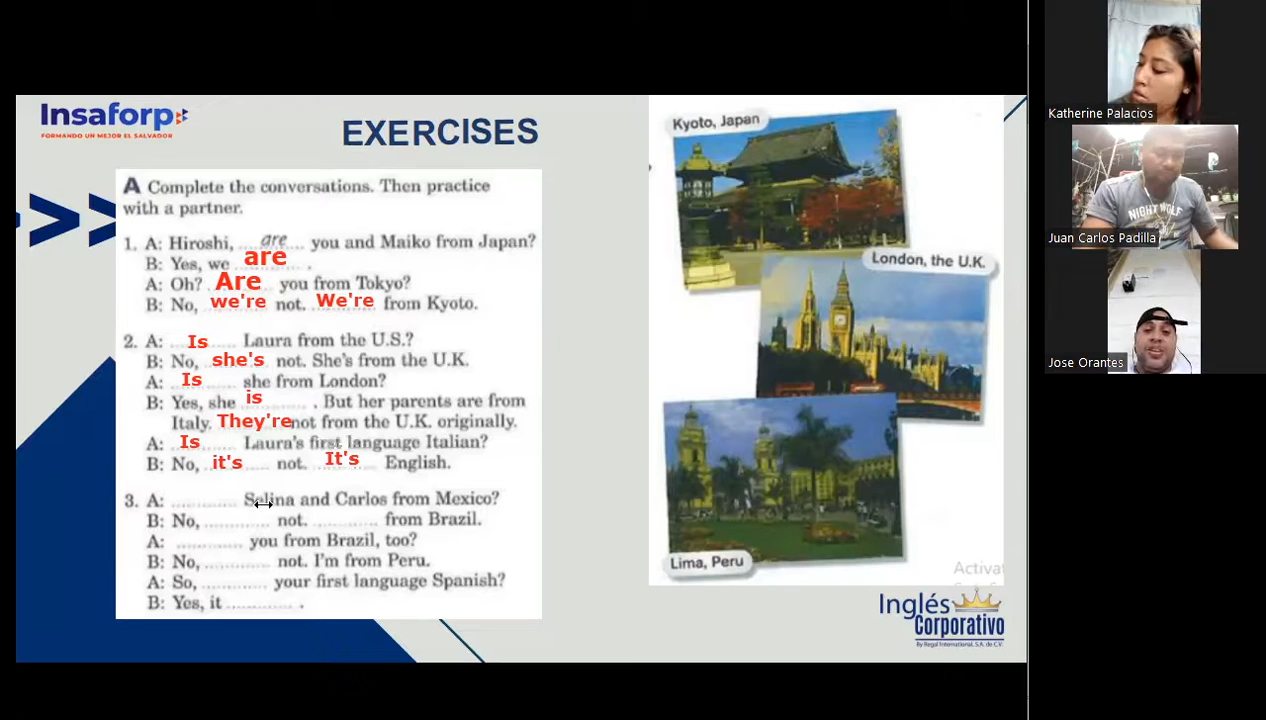 Insaforp
FORMANDO UN MEJOR EL SALVADOR
EXERCISES
A Complete the conversations. Then practice
with a partner.
1. A: Hiroshi, are you and Maiko from Japan?
B: Yes, we are .
A: Oh? Are you from Tokyo?
B: No, we're not. We're from Kyoto.
2. A: Is Laura from the U.S.?
B: No, she's not. She's from the U.K.
A: Is she from London?
B: Yes, she is . But her parents are from
Italy. They're not from the U.K. originally.
A: Is Laura's first language Italian?
B: No, it's not. It's English.
3. A: ............ Selina and Carlos from Mexico?
B: No, ............ not. ............ from Brazil.
A: ............ you from Brazil, too?
B: No, ............ not. I'm from Peru.
A: So, ............ your first language Spanish?
B: Yes, it ............ .
Kyoto, Japan
London, the U.K.
Lima, Peru
Activa
Inglés
Corporativo
By Regal International, S.A. de C.V.
Katherine Palacios
NIGHT WOLF
Juan Carlos Padilla
Jose Orantes